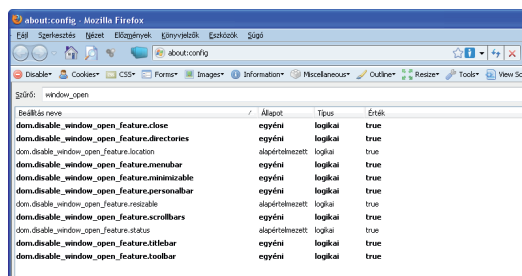 about:config - Mozilla Firefox
Fájl Szerkesztés Nézet Előzmények Könyvjelzők Eszközök Súgó
about:config
Disable Cookies CSS Forms Images Information Miscellaneous Outline Resize Tools View So
Szűrő: window_open
Beállítás neve Állapot Típus Érték
dom.disable_window_open_feature.close egyéni logikai true
dom.disable_window_open_feature.directories egyéni logikai true
dom.disable_window_open_feature.location alapértelmezett logikai true
dom.disable_window_open_feature.menubar egyéni logikai true
dom.disable_window_open_feature.minimizable egyéni logikai true
dom.disable_window_open_feature.personalbar egyéni logikai true
dom.disable_window_open_feature.resizable alapértelmezett logikai true
dom.disable_window_open_feature.scrollbars egyéni logikai true
dom.disable_window_open_feature.status alapértelmezett logikai true
dom.disable_window_open_feature.titlebar egyéni logikai true
dom.disable_window_open_feature.toolbar egyéni logikai true